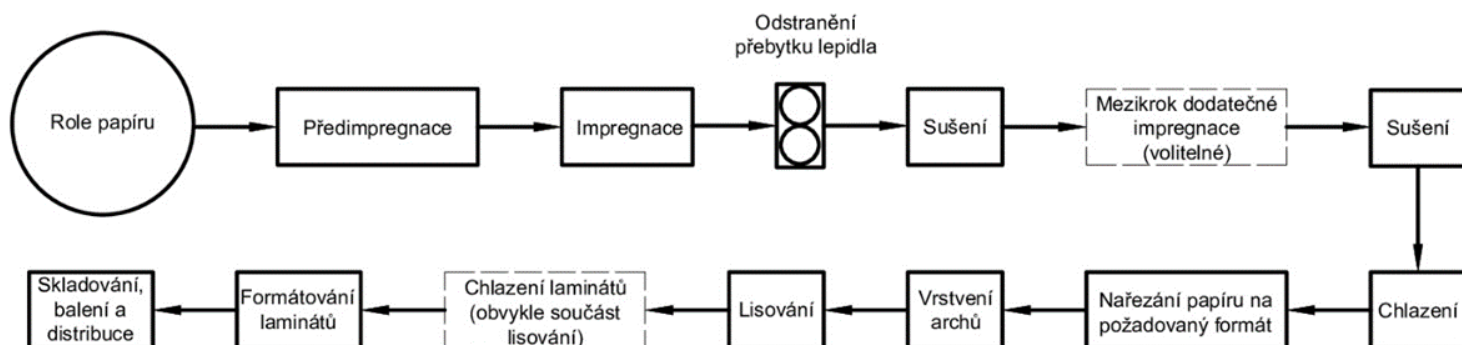 Odstranění
přebytku lepidla
Role papíru
Předimpregnace
Impregnace
Sušení
Mezikrok dodatečné
impregnace
(volitelné)
Sušení
Chlazení
Nařezání papíru na
požadovaný formát
Vrstvení
archů
Lisování
Chlazení laminátů
(obvykle součást
lisování)
Formátování
laminátů
Skladování,
balení a
distribuce